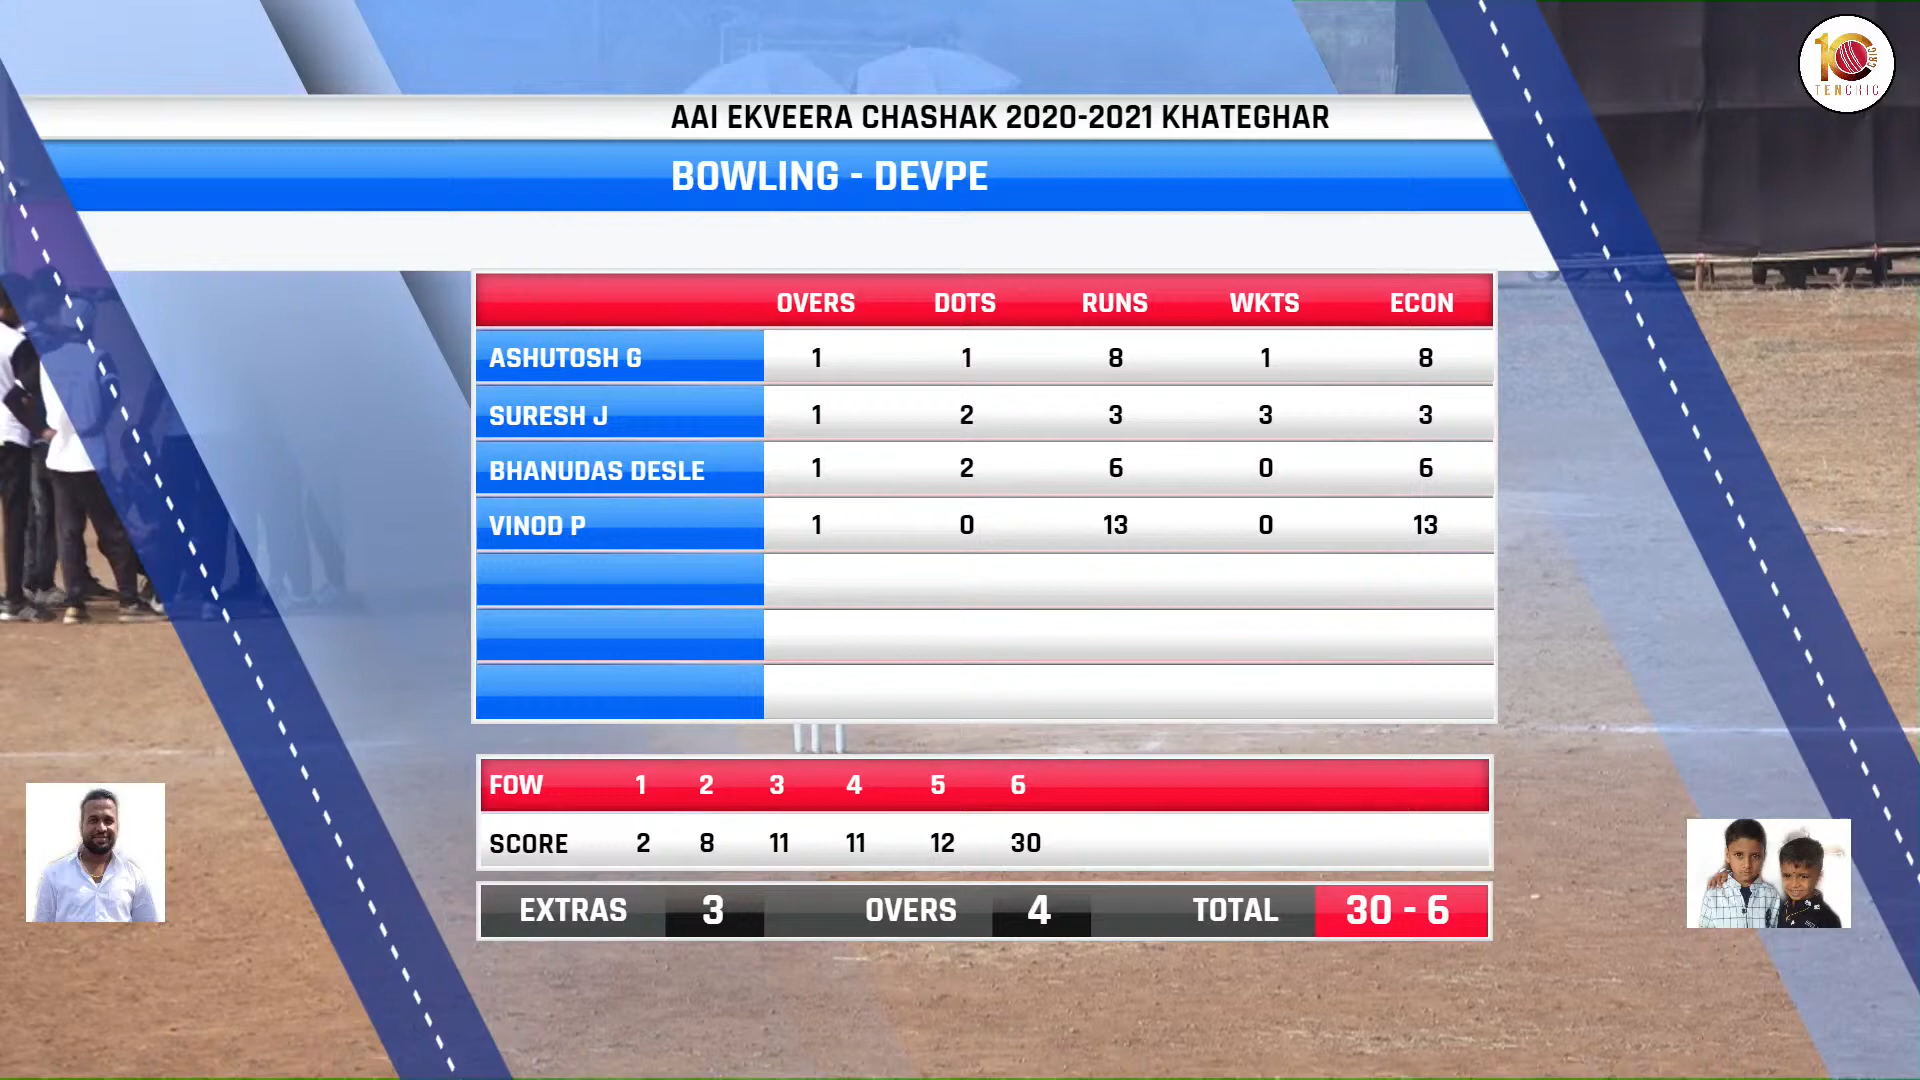 10 CRIC
TENCRIC
AAI EKVEERA CHASHAK 2020-2021 KHATEGHAR
BOWLING - DEVPE
OVERS DOTS RUNS WKTS ECON
ASHUTOSH G 1 1 8 1 8
SURESH J 1 2 3 3 3
BHANUDAS DESLE 1 2 6 0 6
VINOD P 1 0 13 0 13
FOW 1 2 3 4 5 6
SCORE 2 8 11 11 12 30
EXTRAS 3 OVERS 4 TOTAL 30 - 6